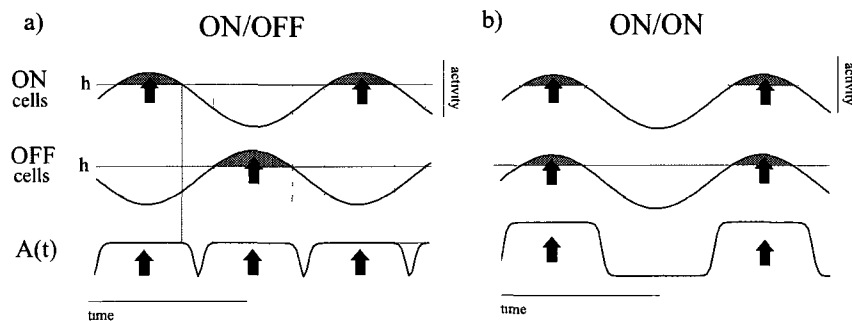 a)
ON/OFF
ON
cells
h
activity
OFF
cells
h
A(t)
time
b)
ON/ON
activity
time